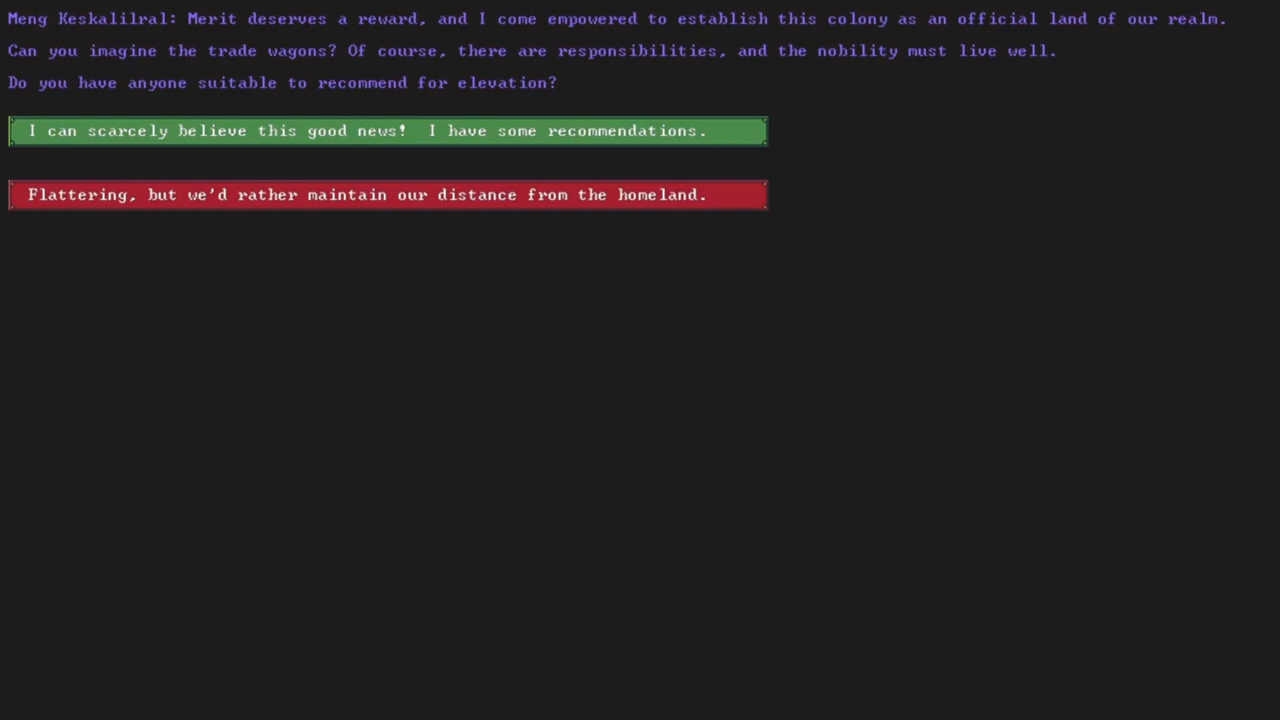 Meng Keskalilral: Merit deserves a reward, and I come empowered to establish this colony as an official land of our realm.
Can you imagine the trade wagons? Of course, there are responsibilities, and the nobility must live well.
Do you have anyone suitable to recommend for elevation?
I can scarcely believe this good news!  I have some recommendations.
Flattering, but we'd rather maintain our distance from the homeland.